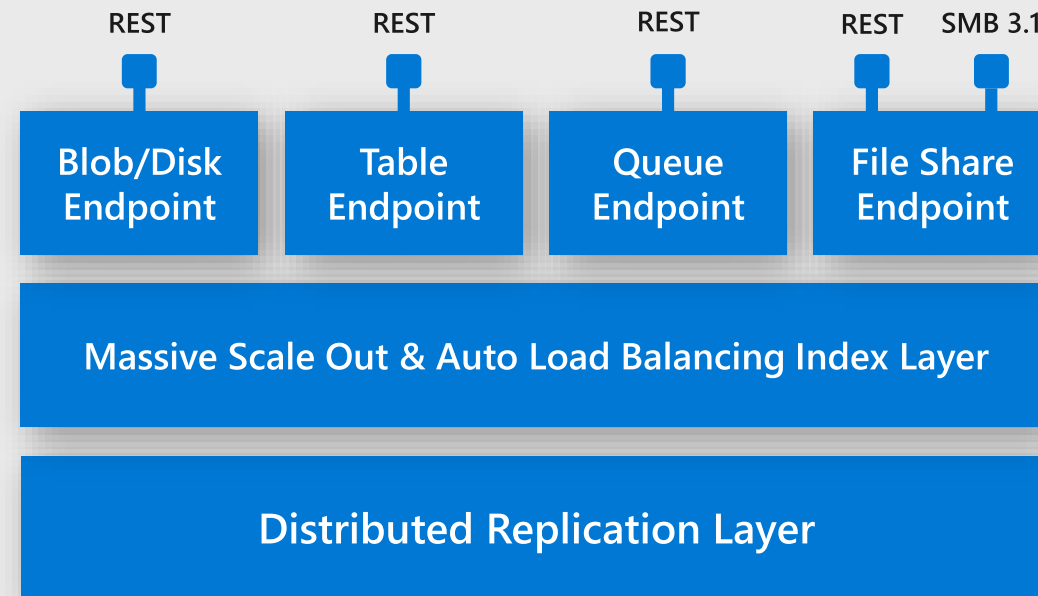 REST
REST
REST
REST
SMB 3.1
Blob/Disk
Endpoint
Table
Endpoint
Queue
Endpoint
File Share
Endpoint
Massive Scale Out & Auto Load Balancing Index Layer
Distributed Replication Layer